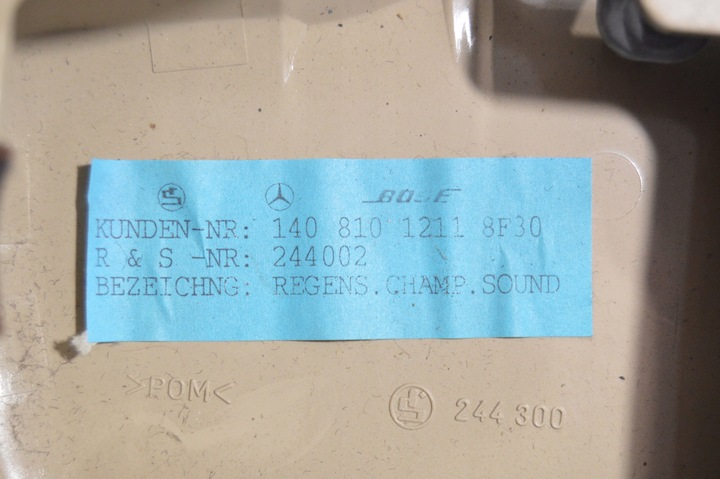 BOSE
KUNDEN-NR: 140 810 1211 8F30
R & S -NR: 244002
BEZEICHNG: REGENS.CHAMP.SOUND
>POM<
244 300